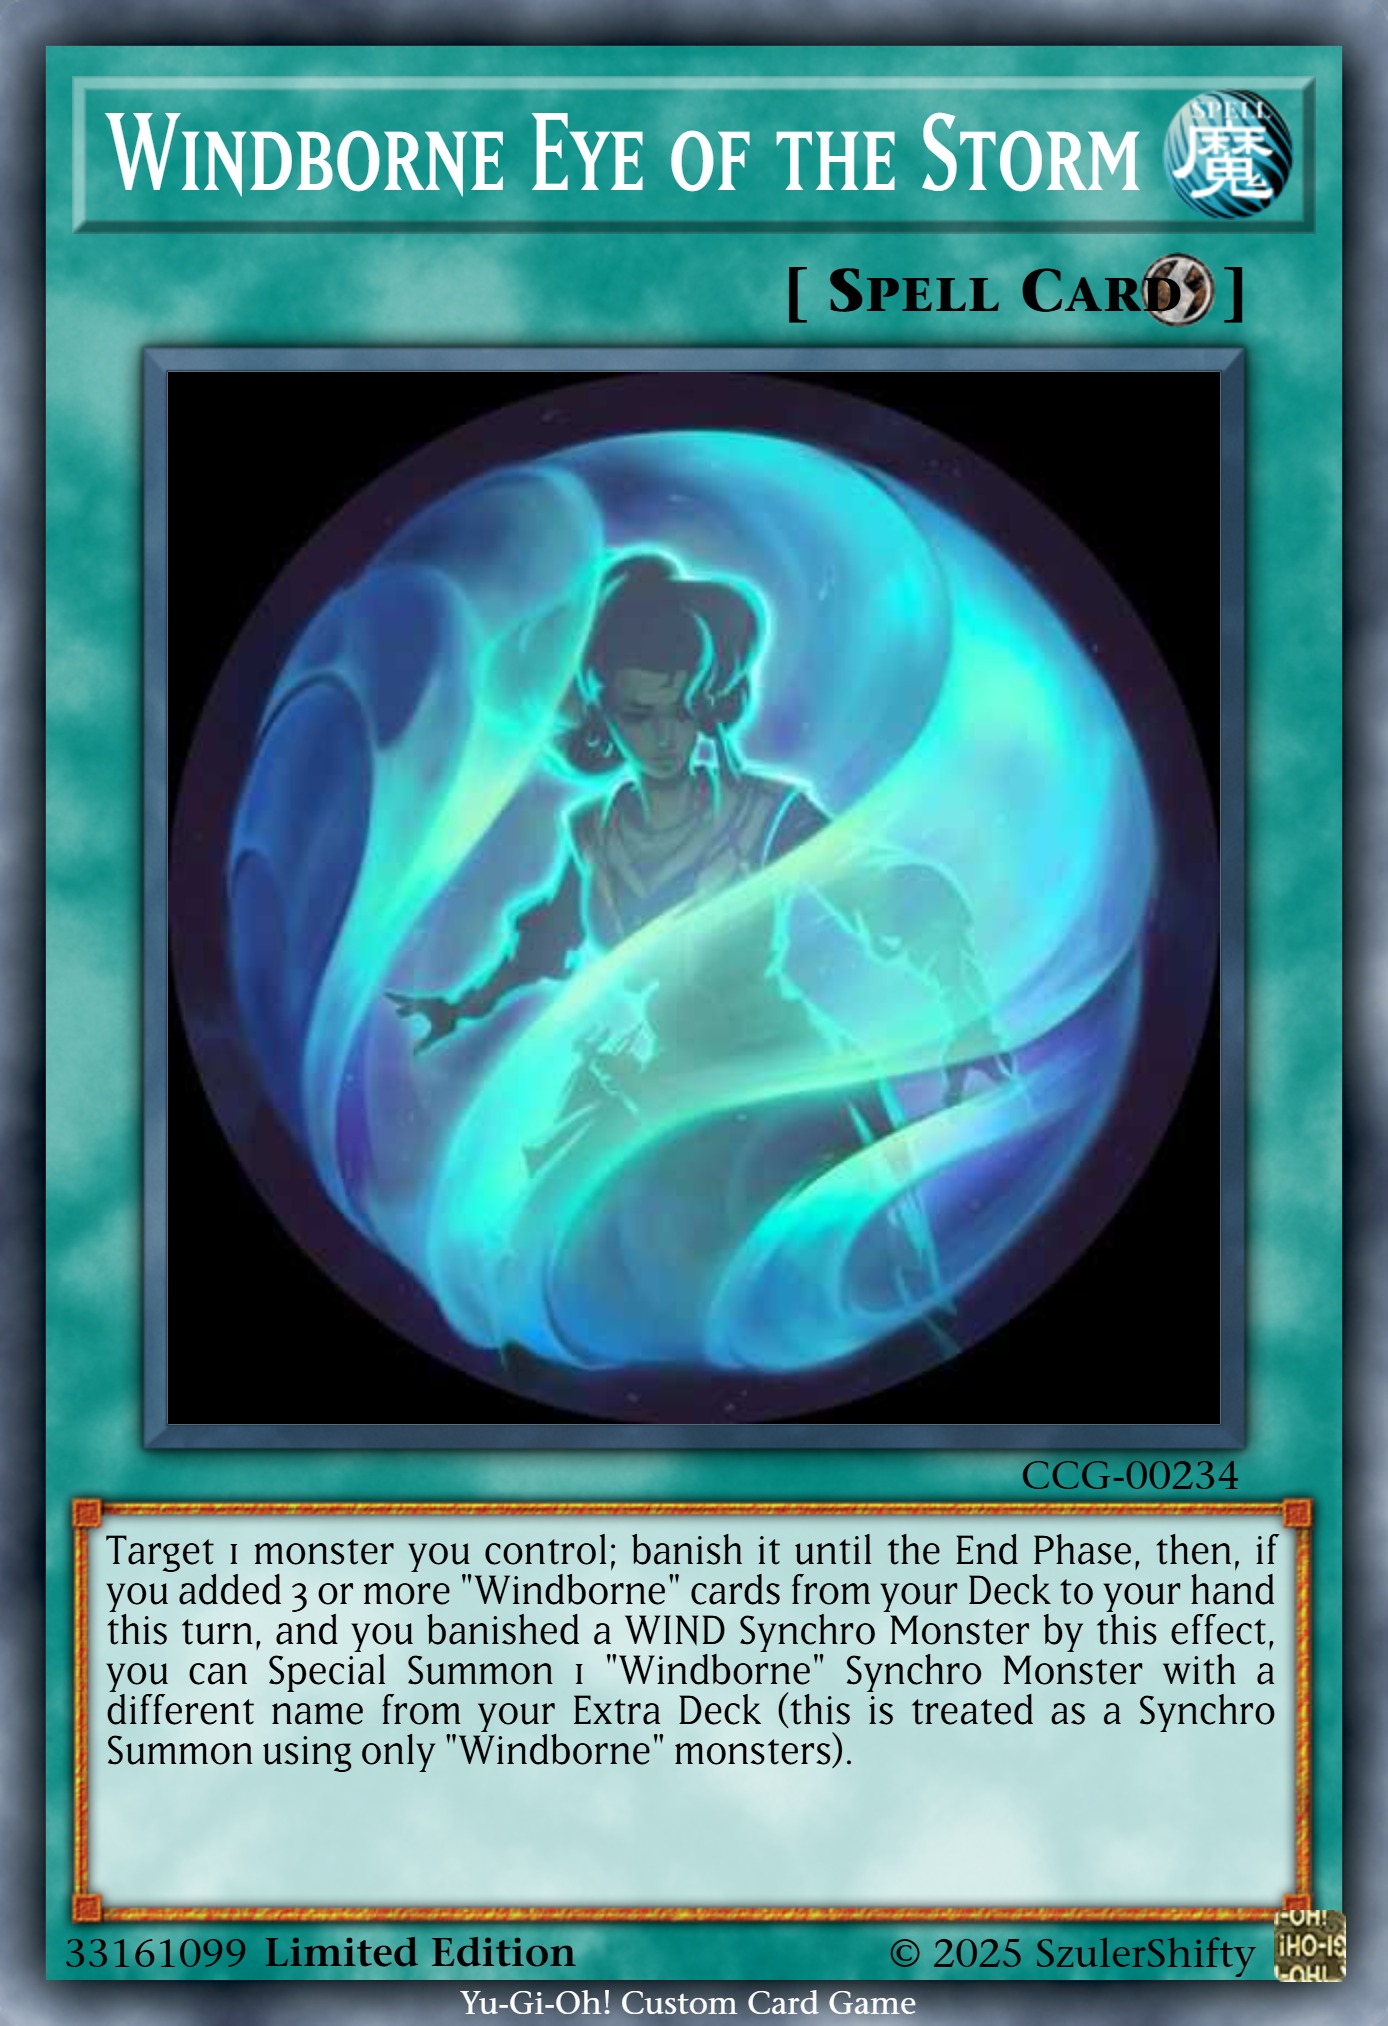 WINDBORNE EYE OF THE STORM
SPELL
魔
[ SPELL CARD ]
CCG-00234
Target 1 monster you control; banish it until the End Phase, then, if
you added 3 or more "Windborne" cards from your Deck to your hand
this turn, and you banished a WIND Synchro Monster by this effect,
you can Special Summon 1 "Windborne" Synchro Monster with a
different name from your Extra Deck (this is treated as a Synchro
Summon using only "Windborne" monsters).
33161099 Limited Edition
© 2025 SzulerShifty
Yu-Gi-Oh! Custom Card Game